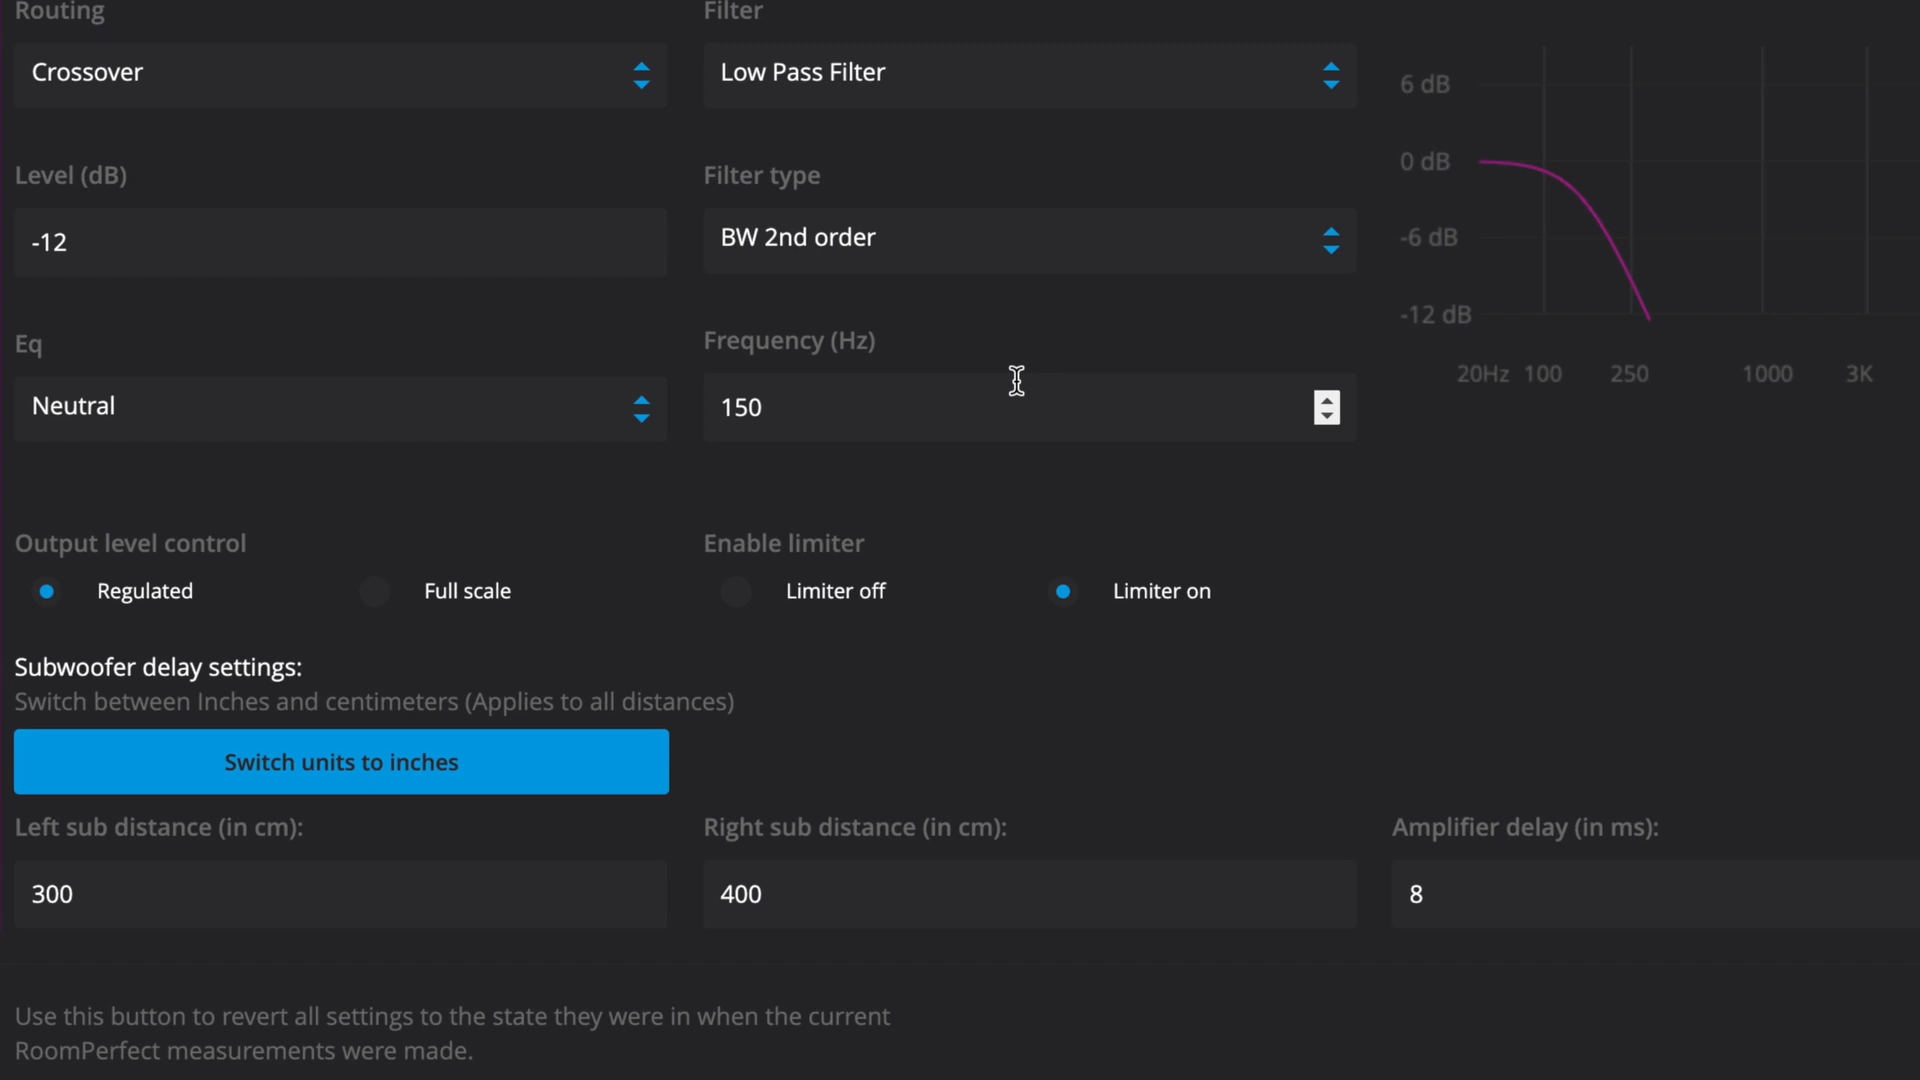 Routing
Filter
Crossover
Low Pass Filter
6 dB
0 dB
-6 dB
-12 dB
20Hz 100 250 1000 3K
Level (dB)
Filter type
-12
BW 2nd order
Eq
Frequency (Hz)
Neutral
150
Output level control
Enable limiter
Regulated
Full scale
Limiter off
Limiter on
Subwoofer delay settings:
Switch between Inches and centimeters (Applies to all distances)
Switch units to inches
Left sub distance (in cm):
Right sub distance (in cm):
Amplifier delay (in ms):
300
400
8
Use this button to revert all settings to the state they were in when the current
RoomPerfect measurements were made.